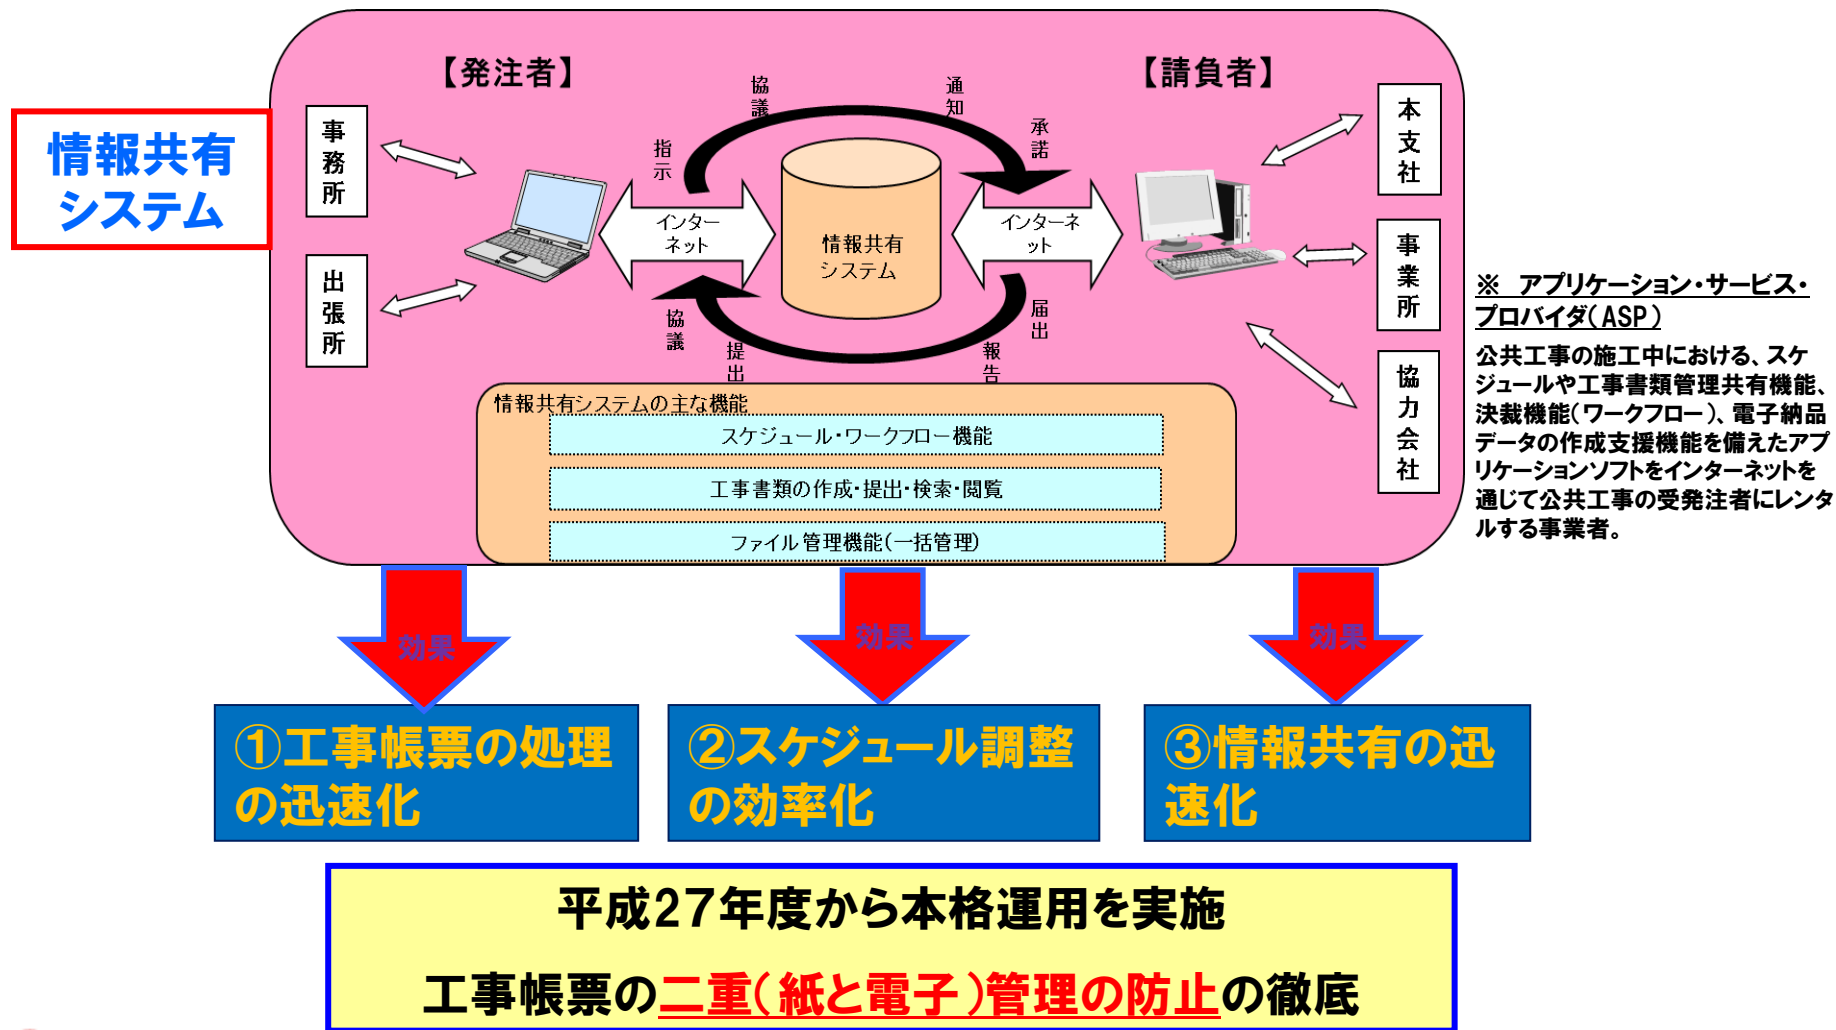 情報共有
システム
【発注者】
【請負者】
事務所
出張所
指示
協議
通知
承諾
インター
ネット
情報共有
システム
インターネ
ット
協議
提出
報告
届出
本支社
事業所
協力会社
情報共有システムの主な機能
スケジュール・ワークフロー機能
工事書類の作成・提出・検索・閲覧
ファイル管理機能(一括管理)
※ アプリケーション・サービス・
プロバイダ(ASP)
公共工事の施工中における、スケ
ジュールや工事書類管理共有機能、
決裁機能(ワークフロー)、電子納品
データの作成支援機能を備えたアプ
リケーションソフトをインターネットを
通じて公共工事の受発注者にレンタ
ルする事業者。
効果
効果
効果
①工事帳票の処理
の迅速化
②スケジュール調整
の効率化
③情報共有の迅
速化
平成27年度から本格運用を実施
工事帳票の二重(紙と電子)管理の防止の徹底